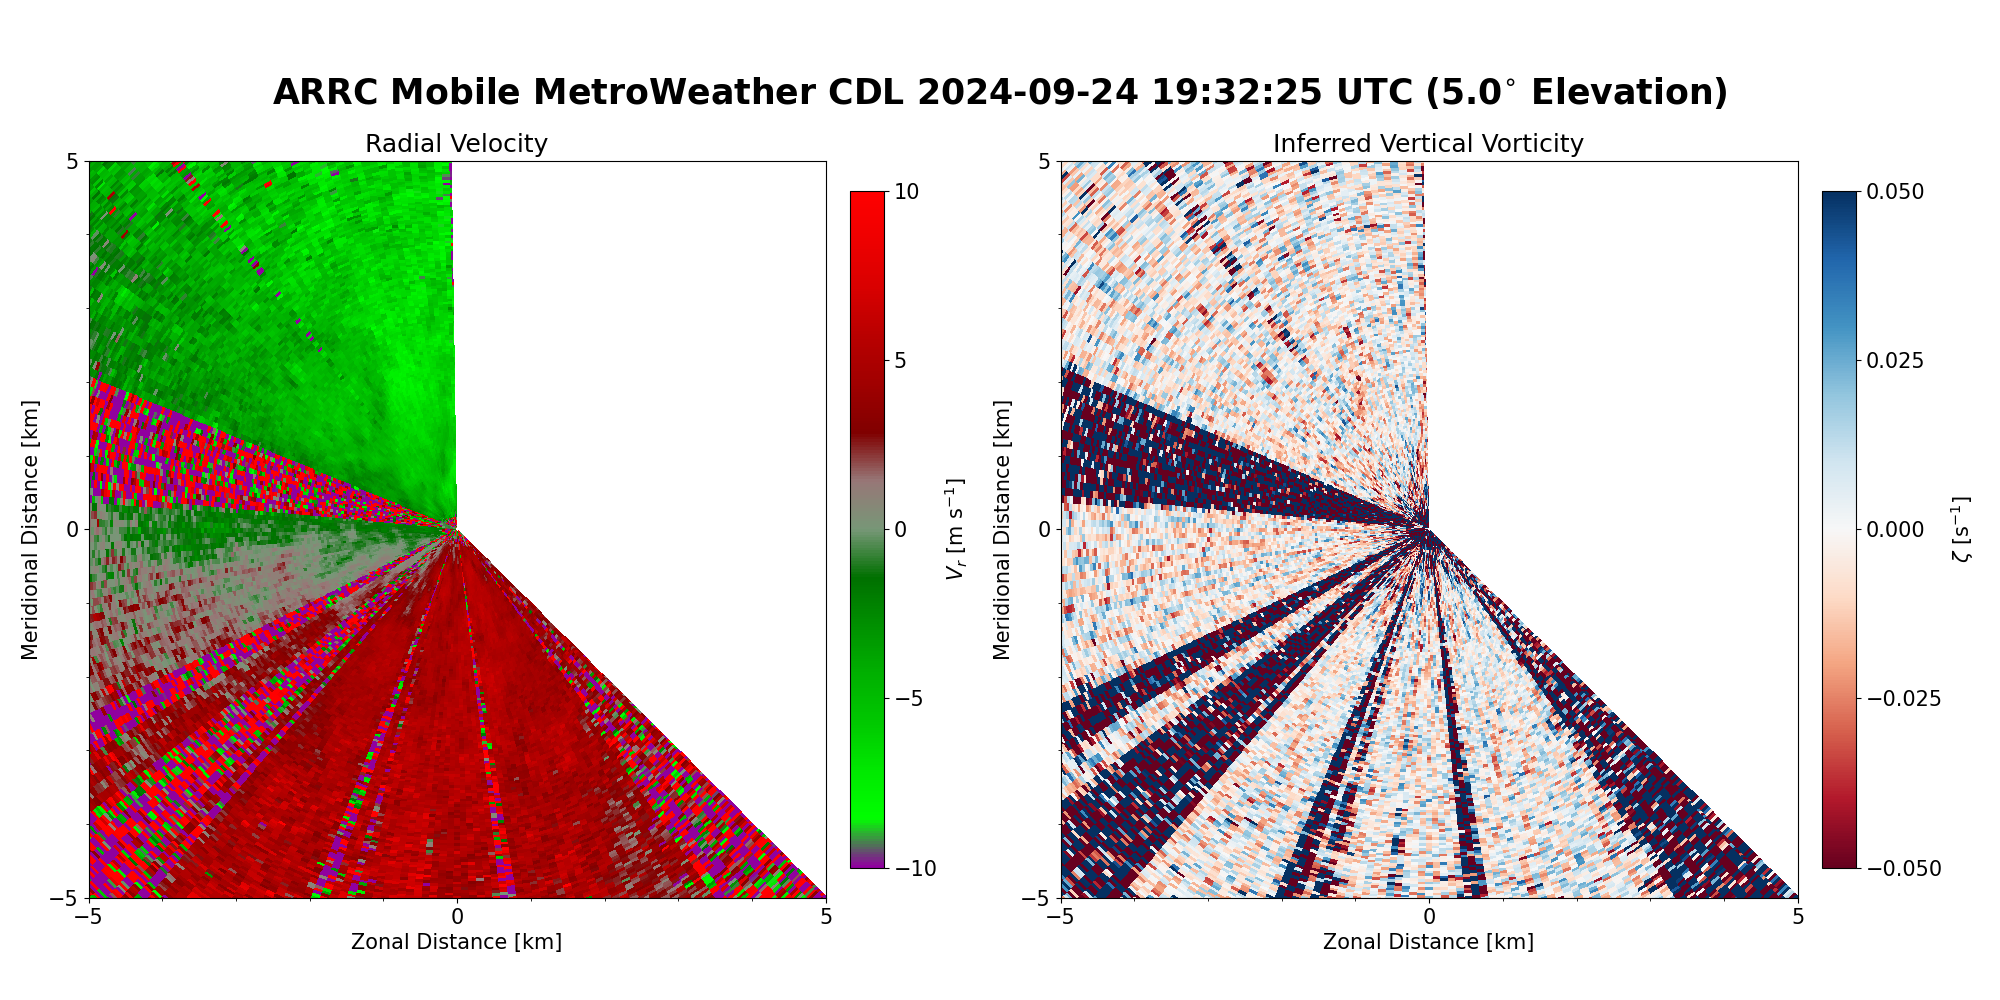 ARRC Mobile MetroWeather CDL 2024-09-24 19:32:25 UTC (5.0° Elevation)
Radial Velocity
5
0
−5
−5
0
5
Meridional Distance [km]
Zonal Distance [km]
10
5
0
−5
−10
Vr [m s−1]
Inferred Vertical Vorticity
5
0
−5
−5
0
5
Meridional Distance [km]
Zonal Distance [km]
0.050
0.025
0.000
−0.025
−0.050
ζ [s−1]